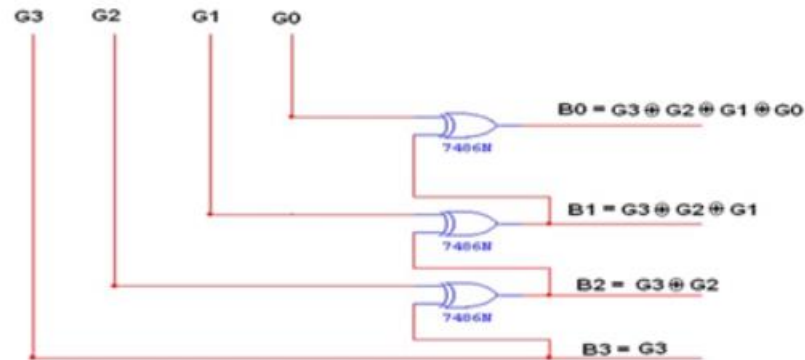 G3 G2 G1 G0
B0 = G3 ⊕ G2 ⊕ G1 ⊕ G0
7486N
B1 = G3 ⊕ G2 ⊕ G1
7486N
B2 = G3 ⊕ G2
7486N
B3 = G3